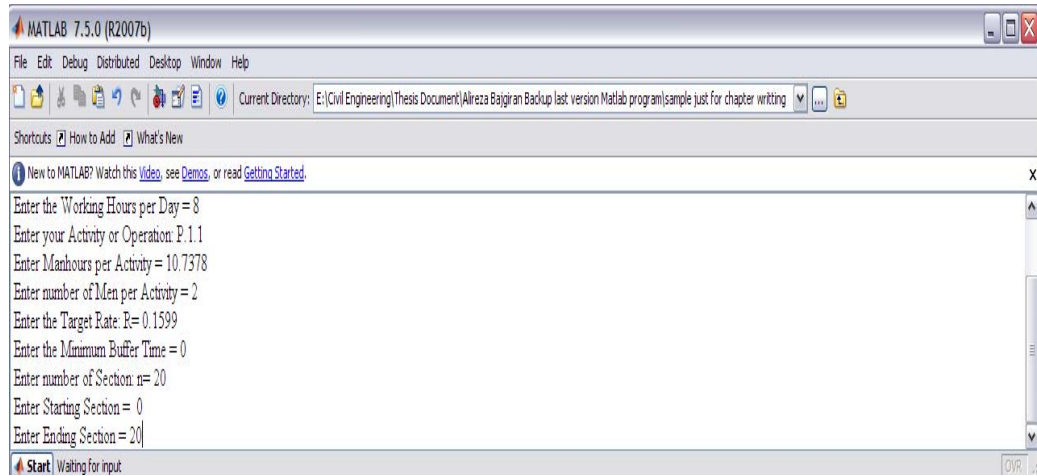 MATLAB 7.5.0 (R2007b)
File Edit Debug Distributed Desktop Window Help
Current Directory: E:\Civil Engineering\Thesis Document\Alireza Bajgiran Backup last version Matlab program\sample just for chapter writting
Shortcuts How to Add What's New
New to MATLAB? Watch this Video, see Demos, or read Getting Started.
Enter the Working Hours per Day = 8
Enter your Activity or Operation: P.1.1
Enter Manhours per Activity = 10.7378
Enter number of Men per Activity = 2
Enter the Target Rate: R= 0.1599
Enter the Minimum Buffer Time = 0
Enter number of Section: n= 20
Enter Starting Section = 0
Enter Ending Section = 20
Start Waiting for input OVR